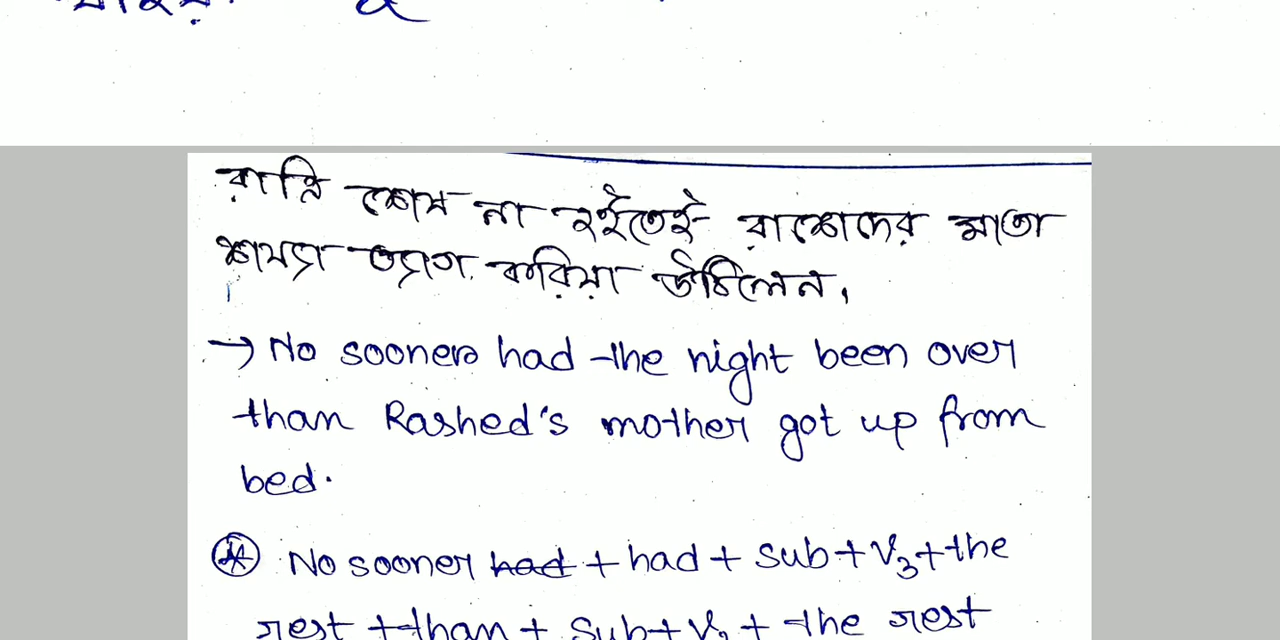 রাত্রি শেষ না হইতেই রাশেদের মাতা
শয্যা ত্যাগ করিয়া উঠিলেন।
→ No sooner had the night been over
than Rashed's mother got up from
bed.
* No sooner had + had + sub + V3 + the
rest + than + sub + V2 + the rest